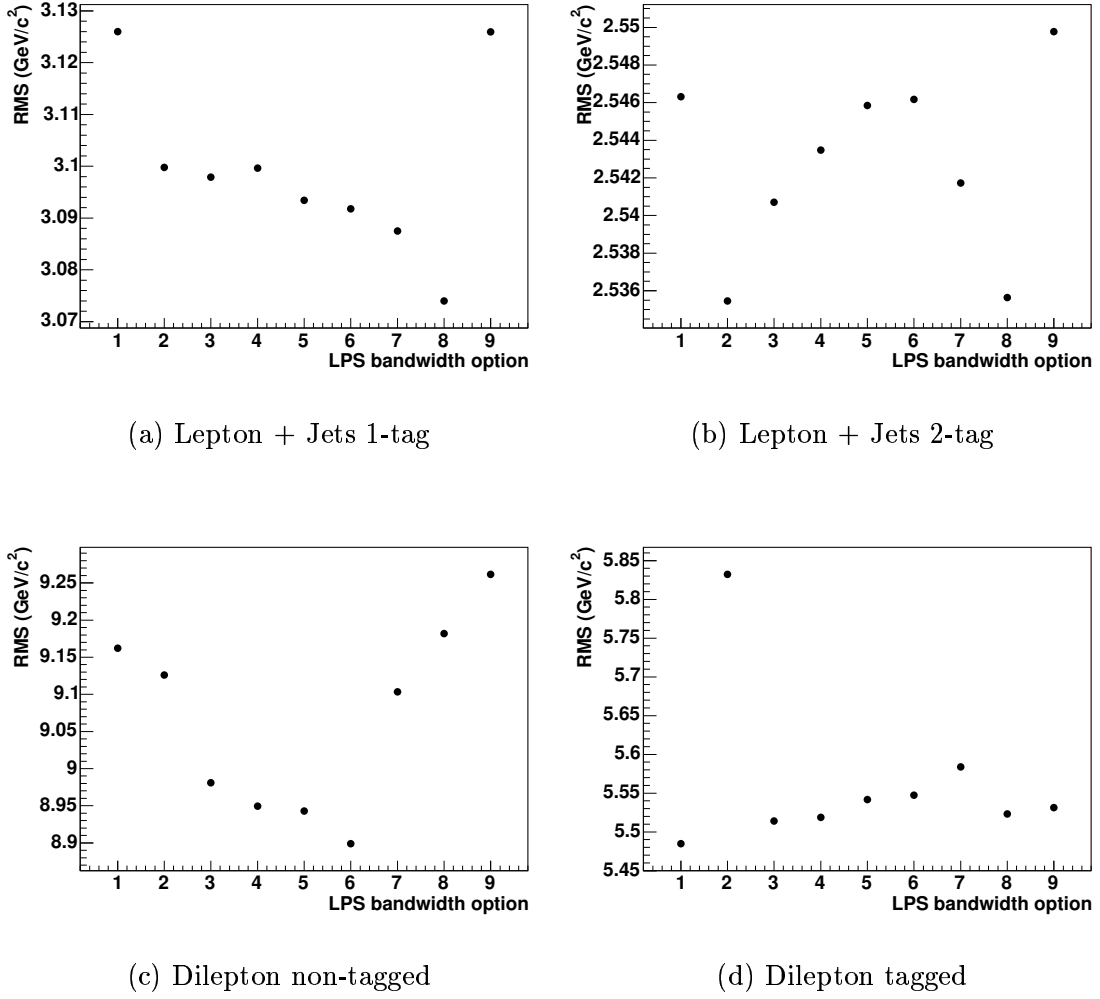 RMS (GeV/c²)
3.13
3.12
3.11
3.1
3.09
3.08
3.07
1 2 3 4 5 6 7 8 9
LPS bandwidth option
(a) Lepton + Jets 1-tag
RMS (GeV/c²)
2.55
2.548
2.546
2.544
2.542
2.54
2.538
2.536
1 2 3 4 5 6 7 8 9
LPS bandwidth option
(b) Lepton + Jets 2-tag
RMS (GeV/c²)
9.25
9.2
9.15
9.1
9.05
9
8.95
8.9
1 2 3 4 5 6 7 8 9
LPS bandwidth option
(c) Dilepton non-tagged
RMS (GeV/c²)
5.85
5.8
5.75
5.7
5.65
5.6
5.55
5.5
5.45
1 2 3 4 5 6 7 8 9
LPS bandwidth option
(d) Dilepton tagged